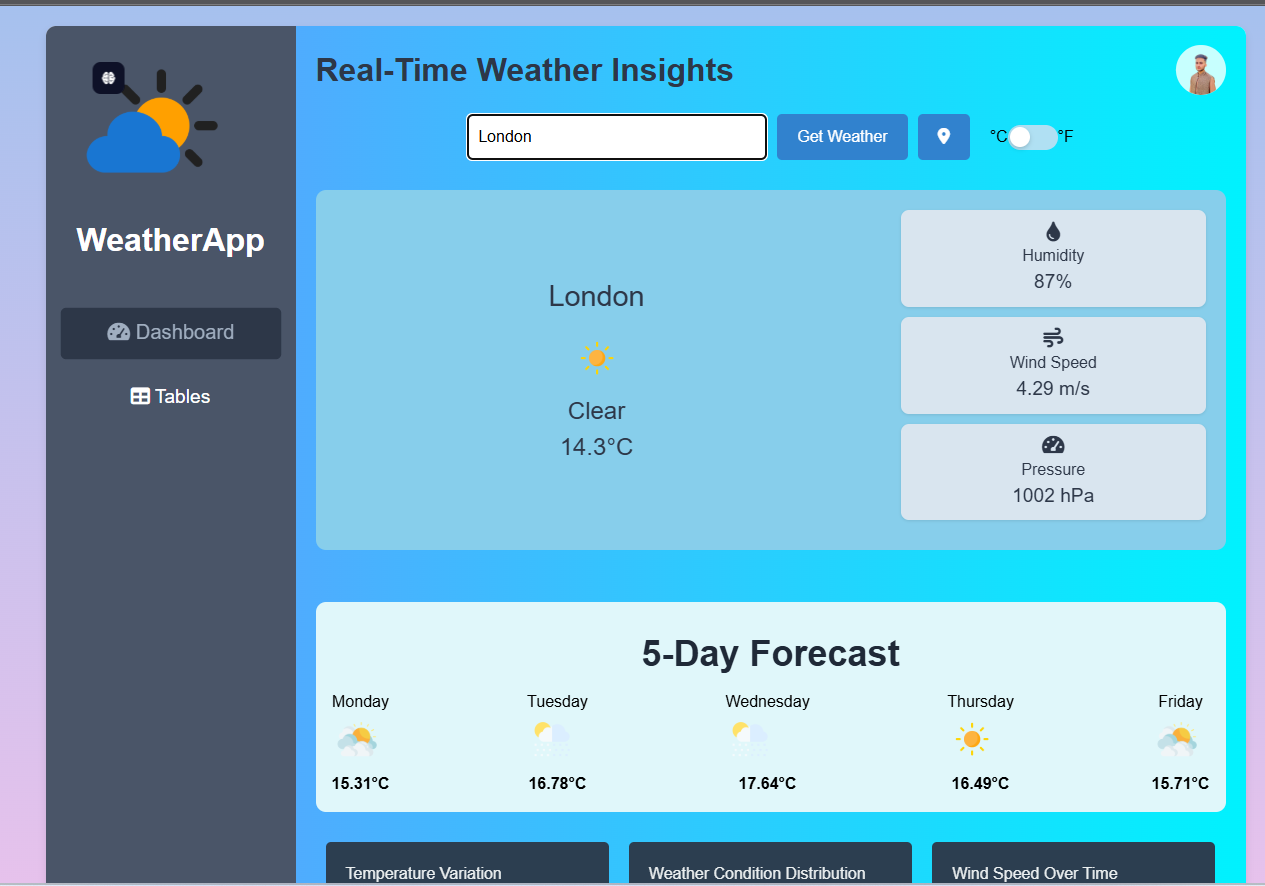 Real-Time Weather Insights
London
Get Weather
°C
°F
WeatherApp
Dashboard
Tables
London
Clear
14.3°C
Humidity
87%
Wind Speed
4.29 m/s
Pressure
1002 hPa
5-Day Forecast
Monday
15.31°C
Tuesday
16.78°C
Wednesday
17.64°C
Thursday
16.49°C
Friday
15.71°C
Temperature Variation
Weather Condition Distribution
Wind Speed Over Time